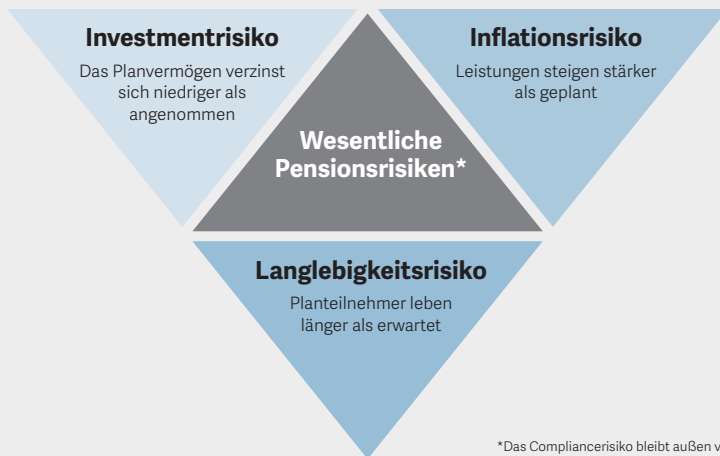 Investmentrisiko
Das Planvermögen verzinst
sich niedriger als
angenommen
Inflationsrisiko
Leistungen steigen stärker
als geplant
Wesentliche
Pensionsrisiken*
Langlebigkeitsrisiko
Planteilnehmer leben
länger als erwartet
*Das Compliancerisiko bleibt außen